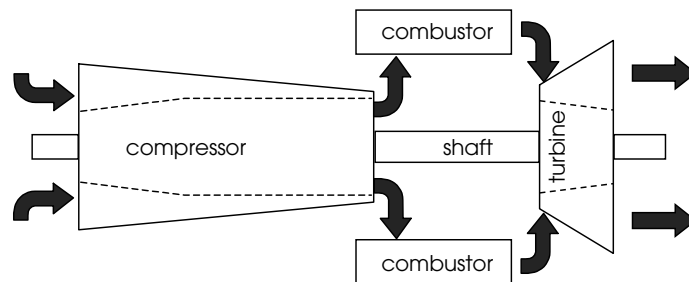 combustor
compressor
shaft
turbine
combustor